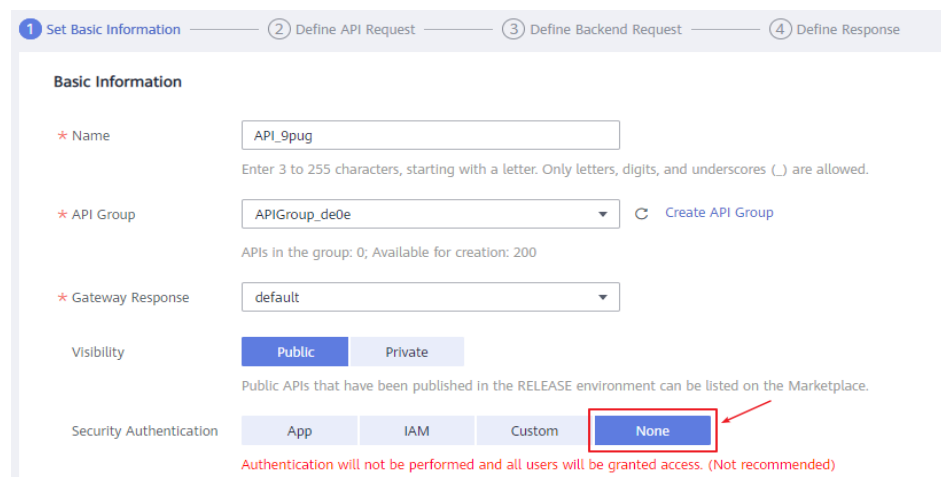 1 Set Basic Information 2 Define API Request 3 Define Backend Request 4 Define Response
Basic Information
* Name API_9pug
Enter 3 to 255 characters, starting with a letter. Only letters, digits, and underscores (_) are allowed.
* API Group APIGroup_de0e Create API Group
APIs in the group: 0; Available for creation: 200
* Gateway Response default
Visibility Public Private
Public APIs that have been published in the RELEASE environment can be listed on the Marketplace.
Security Authentication App IAM Custom None
Authentication will not be performed and all users will be granted access. (Not recommended)